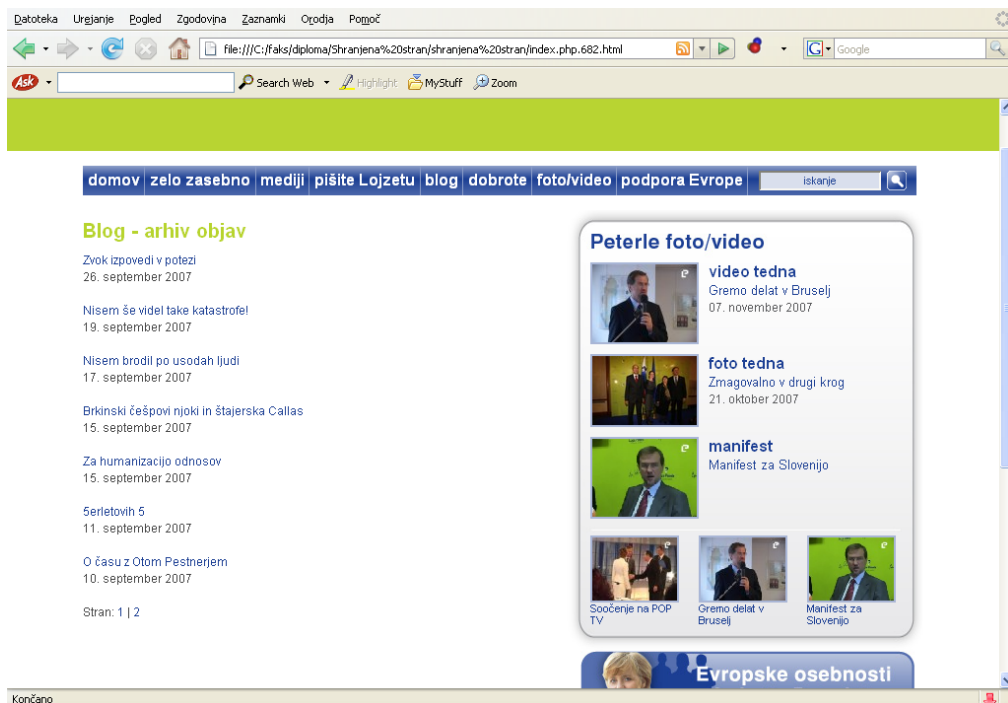 Datoteka Urejanje Pogled Zgodovina Zaznamki Orodja Pomoč
file:///C:/faks/diploma/Shranjena%20stran/shranjena%20stran/index.php.682.html
G Google
Ask Search Web Highlight MyStuff Zoom
domov zelo zasebno mediji pišite Lojzetu blog dobrote foto/video podpora Evrope iskanje
Blog - arhiv objav
Zvok izpovedi v potezi
26. september 2007
Nisem še videl take katastrofe!
19. september 2007
Nisem brodil po usodah ljudi
17. september 2007
Brkinski češpovi njoki in štajerska Callas
15. september 2007
Za humanizacijo odnosov
15. september 2007
5erletovih 5
11. september 2007
O času z Otom Pestnerjem
10. september 2007
Stran: 1 | 2
Peterle foto/video
video tedna
Gremo delat v Bruselj
07. november 2007
foto tedna
Zmagovalno v drugi krog
21. oktober 2007
manifest
Manifest za Slovenijo
Soočenje na POP
TV
Gremo delat v
Bruselj
Manifest za
Slovenijo
Evropske osebnosti
Končano